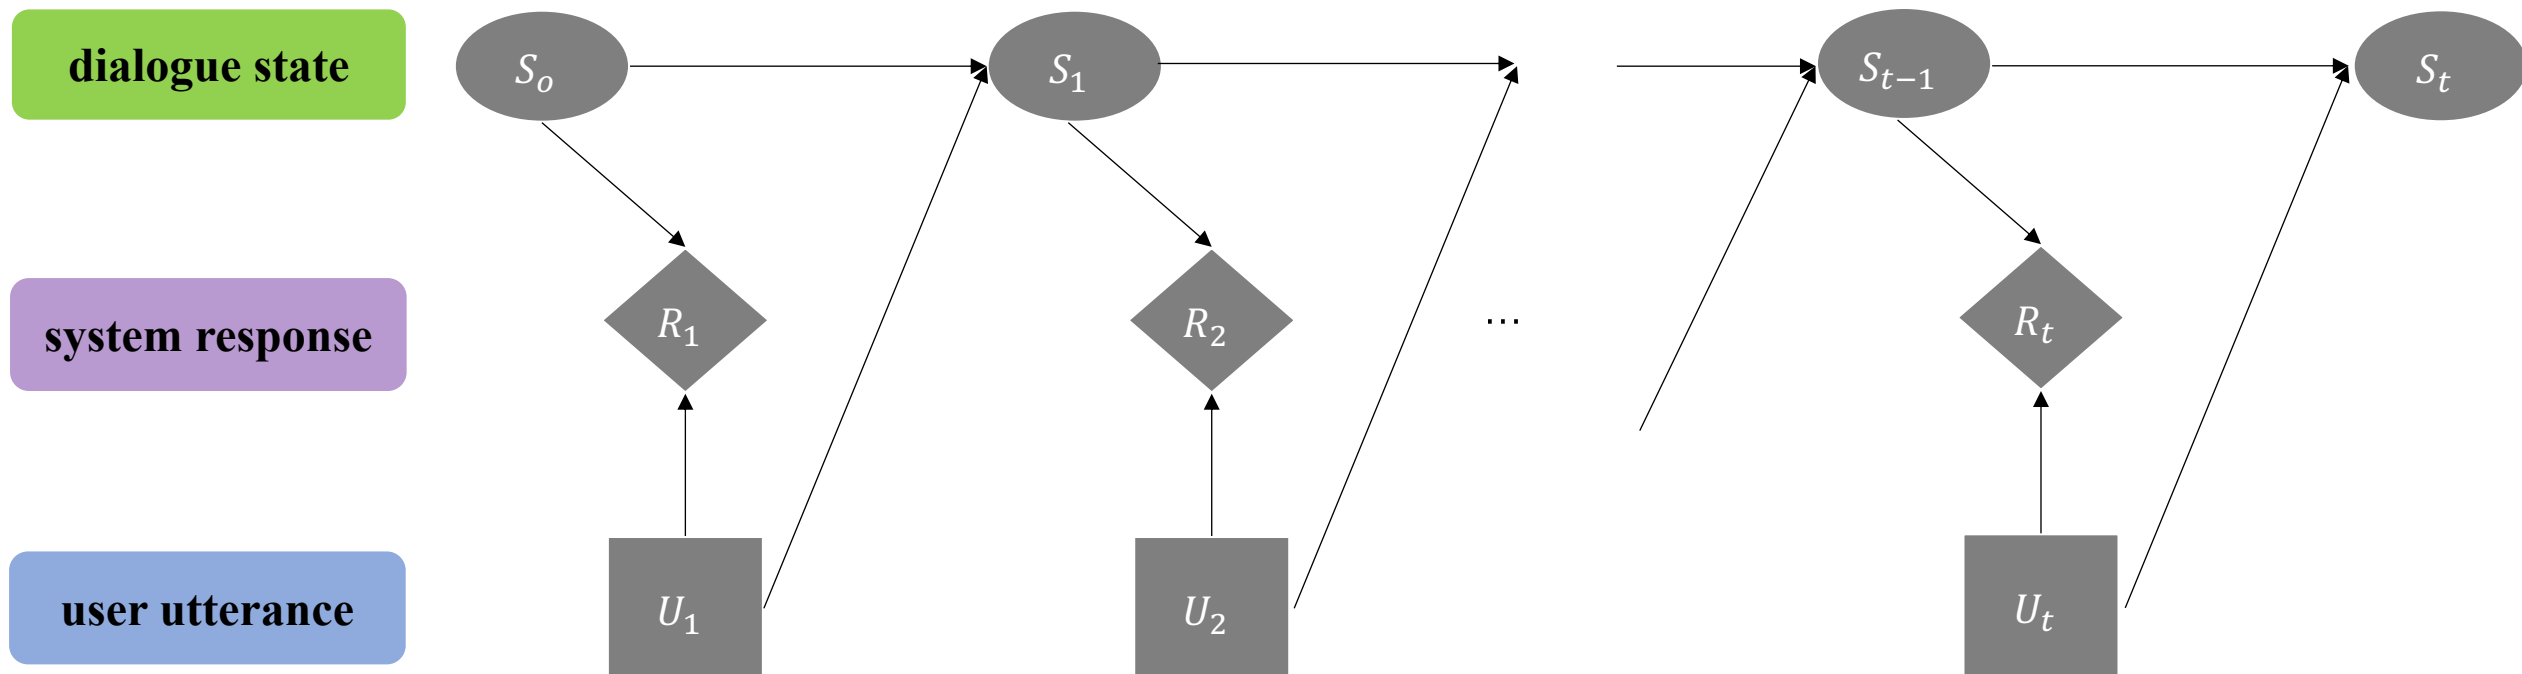 dialogue state
S_o
S_1
S_{t-1}
S_t
system response
R_1
R_2
...
R_t
user utterance
U_1
U_2
U_t